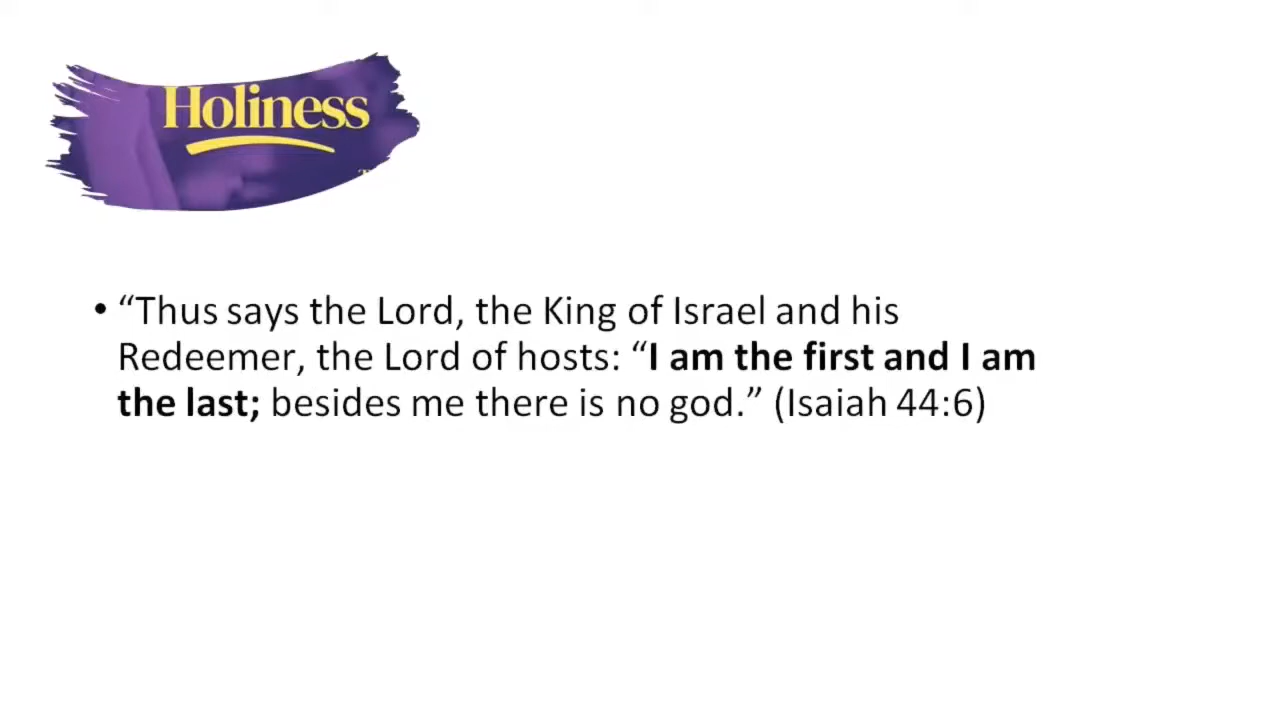 Holiness
• “Thus says the Lord, the King of Israel and his
Redeemer, the Lord of hosts: “I am the first and I am
the last; besides me there is no god.” (Isaiah 44:6)